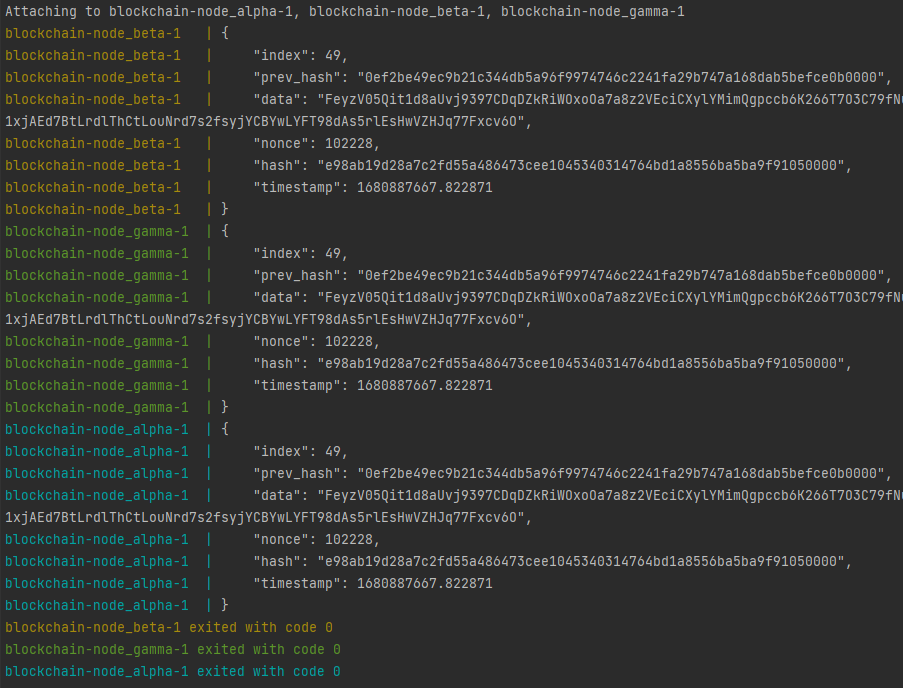 Attaching to blockchain-node_alpha-1, blockchain-node_beta-1, blockchain-node_gamma-1
blockchain-node_beta-1   | {
blockchain-node_beta-1   |     "index": 49,
blockchain-node_beta-1   |     "prev_hash": "0ef2be49ec9b21c344db5a96f9974746c2241fa29b747a168dab5befce0b0000",
blockchain-node_beta-1   |     "data": "FeyzV05Qit1d8aUvj9397CDqDZkRiWOxoOa7a8z2VEciCXylYMimQgpccb6K266T7O3C79fN
1xjAEd7BtLrdlThCtLouNrd7s2fsyjYCBYwLYFT98dAs5rlEsHwVZHJq77Fxcv6O",
blockchain-node_beta-1   |     "nonce": 102228,
blockchain-node_beta-1   |     "hash": "e98ab19d28a7c2fd55a486473cee1045340314764bd1a8556ba5ba9f91050000",
blockchain-node_beta-1   |     "timestamp": 1680887667.822871
blockchain-node_beta-1   | }
blockchain-node_gamma-1  | {
blockchain-node_gamma-1  |     "index": 49,
blockchain-node_gamma-1  |     "prev_hash": "0ef2be49ec9b21c344db5a96f9974746c2241fa29b747a168dab5befce0b0000",
blockchain-node_gamma-1  |     "data": "FeyzV05Qit1d8aUvj9397CDqDZkRiWOxoOa7a8z2VEciCXylYMimQgpccb6K266T7O3C79fN
1xjAEd7BtLrdlThCtLouNrd7s2fsyjYCBYwLYFT98dAs5rlEsHwVZHJq77Fxcv6O",
blockchain-node_gamma-1  |     "nonce": 102228,
blockchain-node_gamma-1  |     "hash": "e98ab19d28a7c2fd55a486473cee1045340314764bd1a8556ba5ba9f91050000",
blockchain-node_gamma-1  |     "timestamp": 1680887667.822871
blockchain-node_gamma-1  | }
blockchain-node_alpha-1  | {
blockchain-node_alpha-1  |     "index": 49,
blockchain-node_alpha-1  |     "prev_hash": "0ef2be49ec9b21c344db5a96f9974746c2241fa29b747a168dab5befce0b0000",
blockchain-node_alpha-1  |     "data": "FeyzV05Qit1d8aUvj9397CDqDZkRiWOxoOa7a8z2VEciCXylYMimQgpccb6K266T7O3C79fN
1xjAEd7BtLrdlThCtLouNrd7s2fsyjYCBYwLYFT98dAs5rlEsHwVZHJq77Fxcv6O",
blockchain-node_alpha-1  |     "nonce": 102228,
blockchain-node_alpha-1  |     "hash": "e98ab19d28a7c2fd55a486473cee1045340314764bd1a8556ba5ba9f91050000",
blockchain-node_alpha-1  |     "timestamp": 1680887667.822871
blockchain-node_alpha-1  | }
blockchain-node_beta-1 exited with code 0
blockchain-node_gamma-1 exited with code 0
blockchain-node_alpha-1 exited with code 0